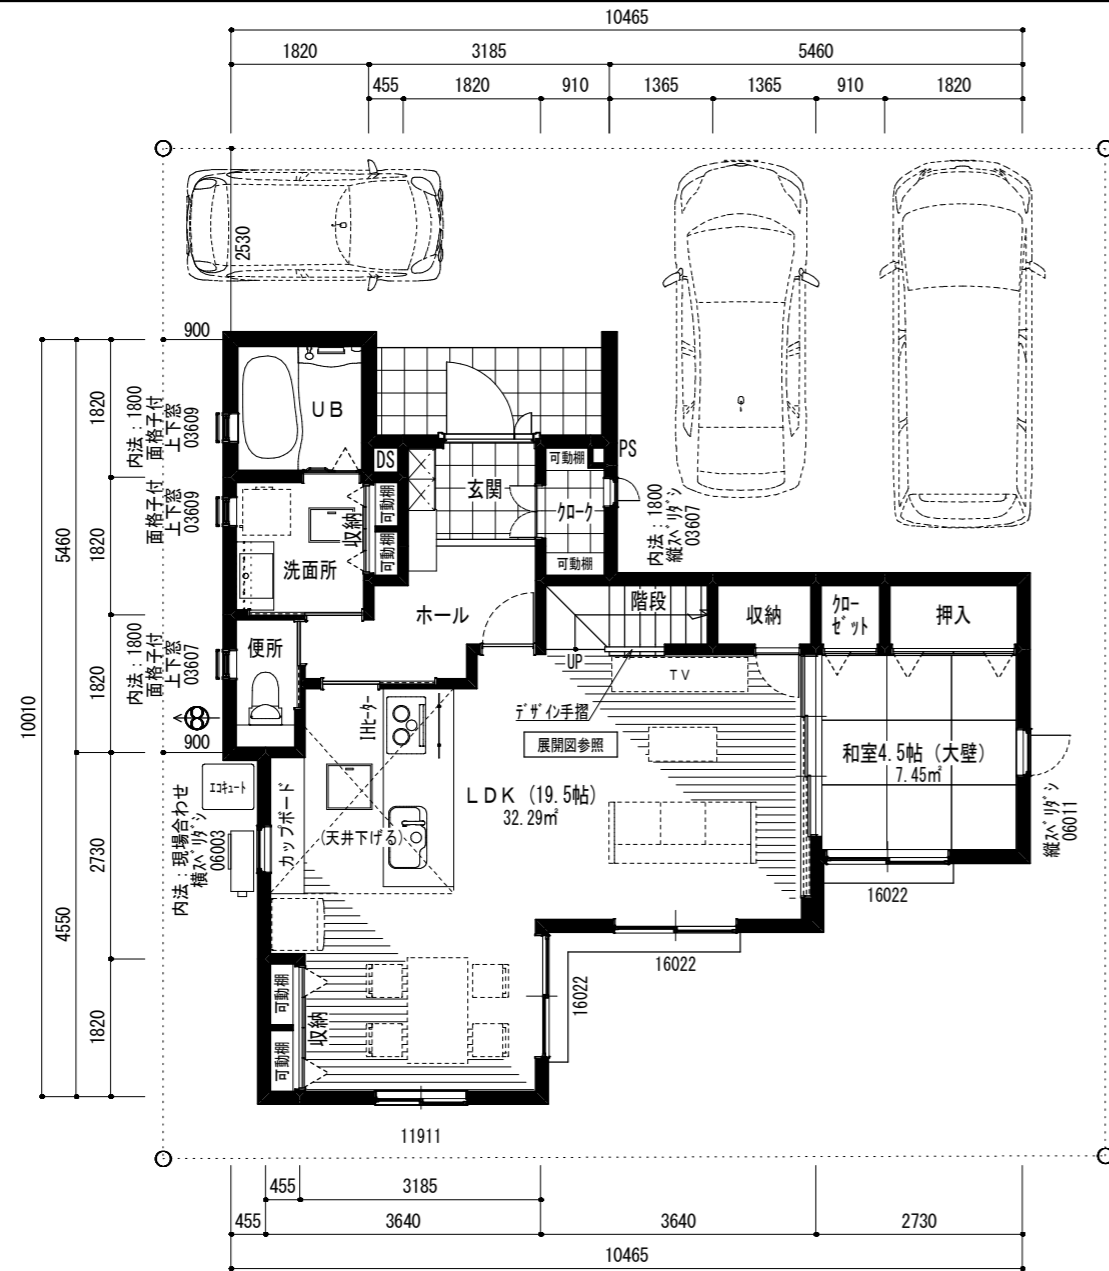 10465
1820
3185
5460
455
1820
910
1365
1365
910
1820
2530
900
1820
5460
10010
1820
1820
900
2730
4550
1820
内法：1800
面格子付
上下窓
03609
面格子付
上下窓
03609
内法：1800
面格子付
上下窓
03607
UB
DS
可動棚
PS
玄関
クローク
可動棚
可動棚
可動棚
収納
洗面所
内法：1800
縦スベリダシ
03607
ホール
階段
収納
クロー
ゼット
押入
便所
UP
TV
IHヒーター
デザイン手摺
展開図参照
和室4.5帖（大壁）
7.45㎡
LDK（19.5帖）
32.29㎡
エコキュート
カップボード
(天井下げる)
内法：現場合わせ
横スベリダシ
06003
縦スベリダシ
06011
16022
16022
16022
可動棚
可動棚
収納
11911
455
3185
455
3640
3640
2730
10465